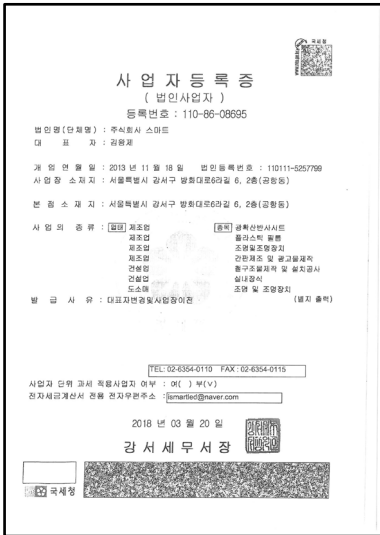 국세청
사업자등록증
( 법인사업자 )
등록번호 : 110-86-08695
법인명(단체명) : 주식회사 스마트
대 표 자 : 김용제
개 업 연 월 일 : 2013 년 11 월 18 일 법인등록번호 : 110111-5257799
사업장 소재지 : 서울특별시 강서구 방화대로6라길 6, 2층(공항동)
본 점 소 재 지 : 서울특별시 강서구 방화대로6라길 6, 2층(공항동)
사 업 의 종 류 : 업태 제조업 종목 광확산반사시트
제조업 플라스틱 필름
제조업 조명및조명장치
제조업 간판제조 및 광고물제작
건설업 철구조물제작 및 설치공사
건설업 실내장식
도소매 조명 및 조명장치
발 급 사 유 : 대표자변경및사업장이전 (별지 출력)
TEL: 02-6354-0110 FAX : 02-6354-0115
사업자 단위 과세 적용사업자 여부 : 여( ) 부(∨)
전자세금계산서 전용 전자우편주소 : ismartled@naver.com
2018 년 03 월 20 일
강서세무서장
국세청